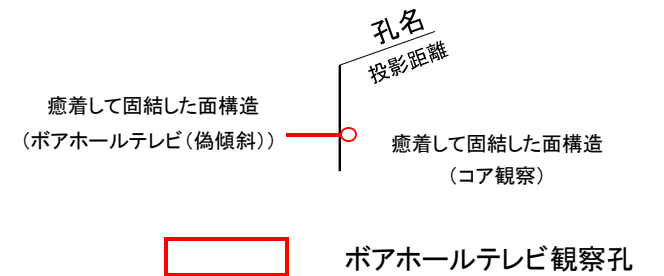 孔名
投影距離
癒着して固結した面構造
（ボアホールテレビ（偽傾斜））
癒着して固結した面構造
（コア観察）
ボアホールテレビ観察孔